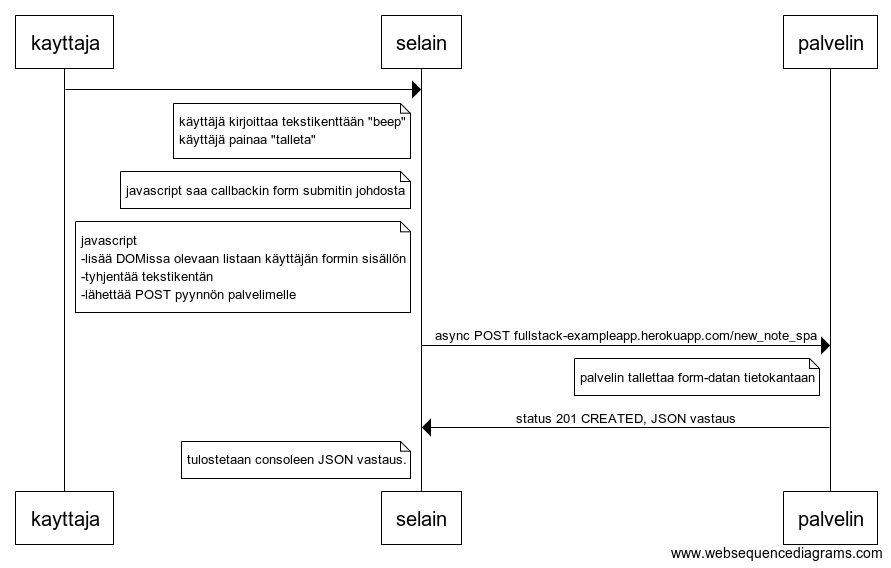 kayttaja
selain
palvelin
käyttäjä kirjoittaa tekstikenttään "beep"
käyttäjä painaa "talleta"
javascript saa callbackin form submitin johdosta
javascript
-lisää DOMissa olevaan listaan käyttäjän formin sisällön
-tyhjentää tekstikentän
-lähettää POST pyynnön palvelimelle
async POST fullstack-exampleapp.herokuapp.com/new_note_spa
palvelin tallettaa form-datan tietokantaan
status 201 CREATED, JSON vastaus
tulostetaan consoleen JSON vastaus.
kayttaja
selain
palvelin
www.websequencediagrams.com